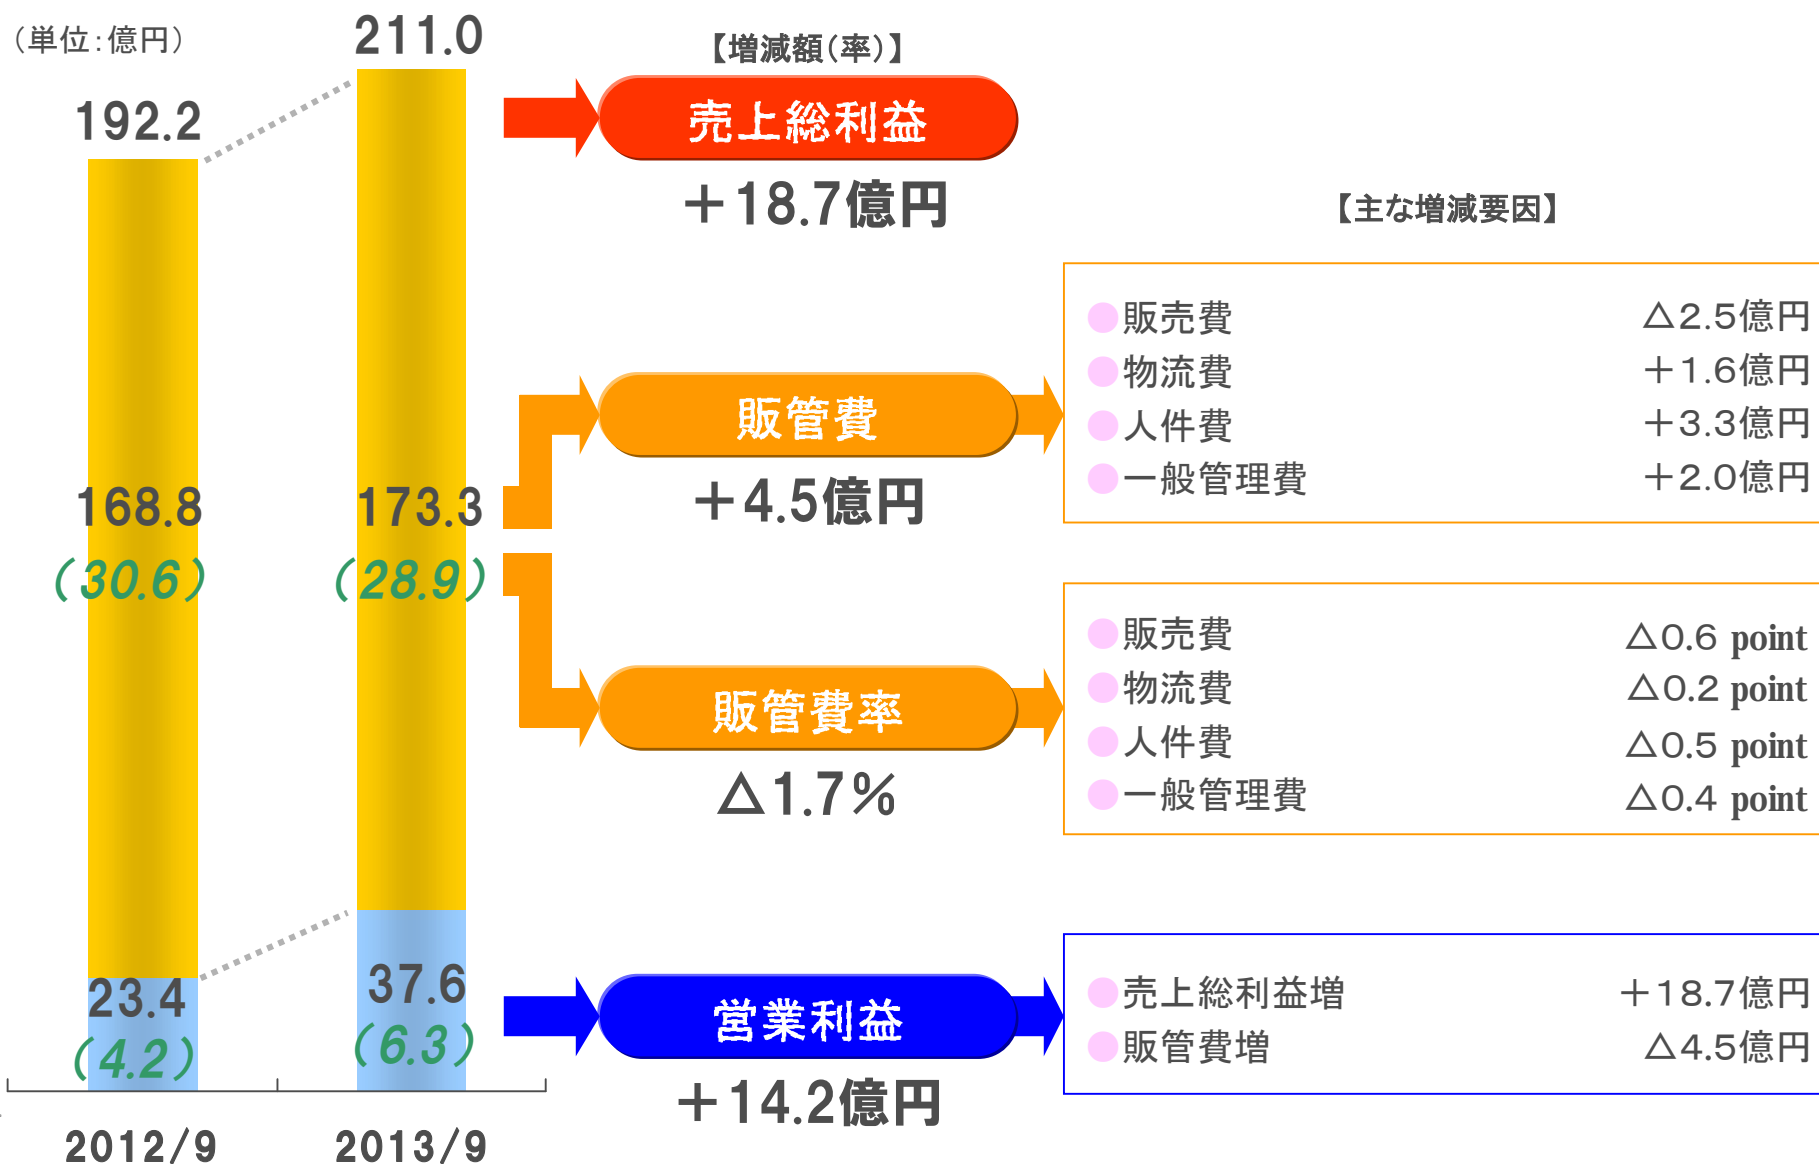 （単位：億円）
211.0
192.2
168.8
（30.6）
173.3
（28.9）
23.4
（4.2）
37.6
（6.3）
2012/9
2013/9
【増減額（率）】
売上総利益
＋18.7億円
販管費
＋4.5億円
販管費率
△1.7％
営業利益
＋14.2億円
【主な増減要因】
●販売費 △2.5億円
●物流費 ＋1.6億円
●人件費 ＋3.3億円
●一般管理費 ＋2.0億円
●販売費 △0.6 point
●物流費 △0.2 point
●人件費 △0.5 point
●一般管理費 △0.4 point
●売上総利益増 ＋18.7億円
●販管費増 △4.5億円